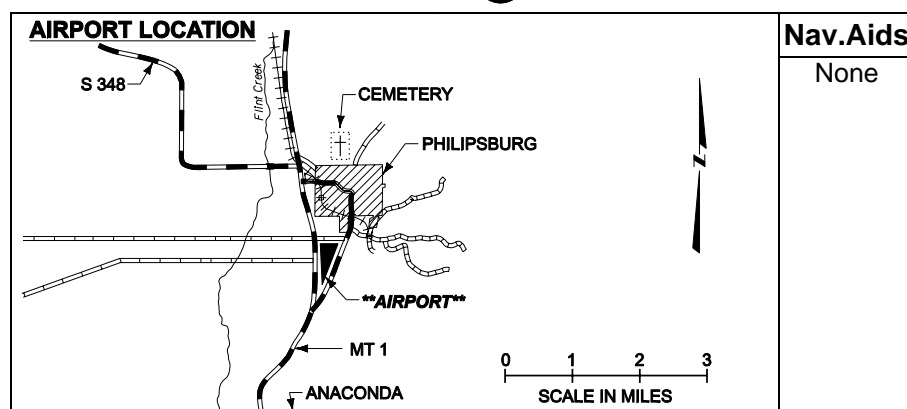 AIRPORT LOCATION
Nav.Aids
None
S 348
Flint Creek
CEMETERY
PHILIPSBURG
N
**AIRPORT**
MT 1
ANACONDA
0 1 2 3
SCALE IN MILES